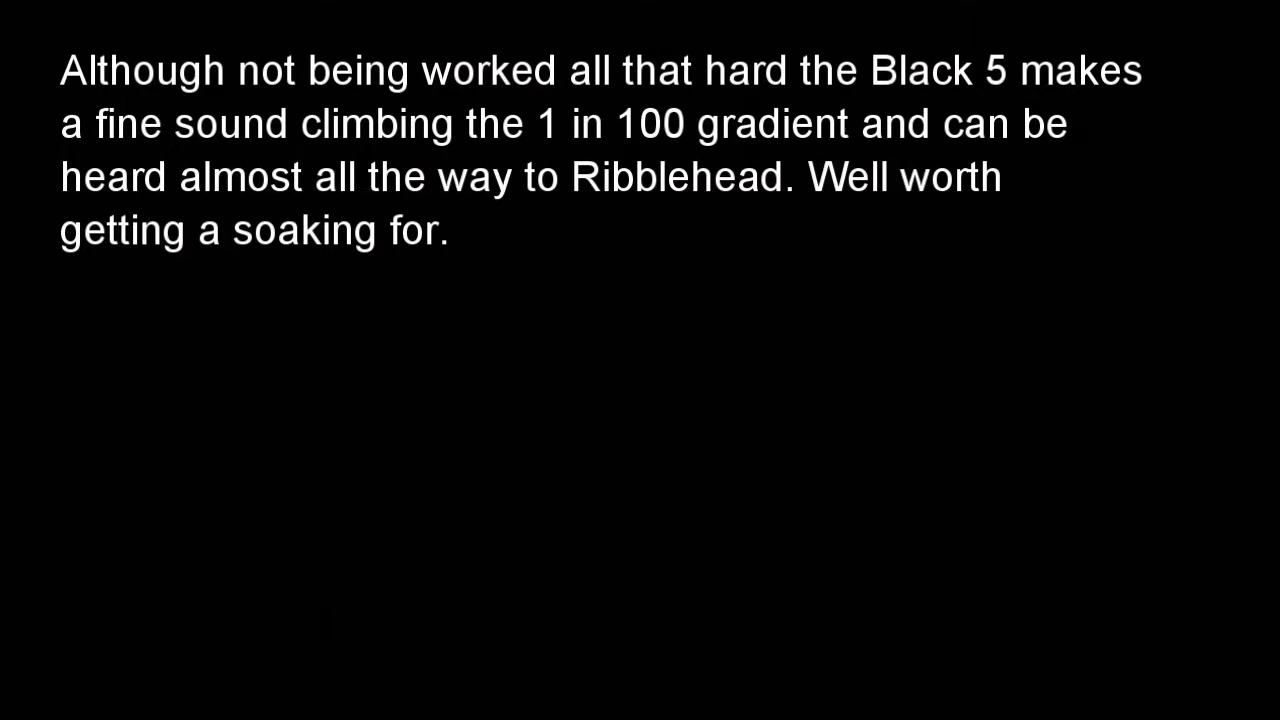 Although not being worked all that hard the Black 5 makes
a fine sound climbing the 1 in 100 gradient and can be
heard almost all the way to Ribblehead. Well worth
getting a soaking for.